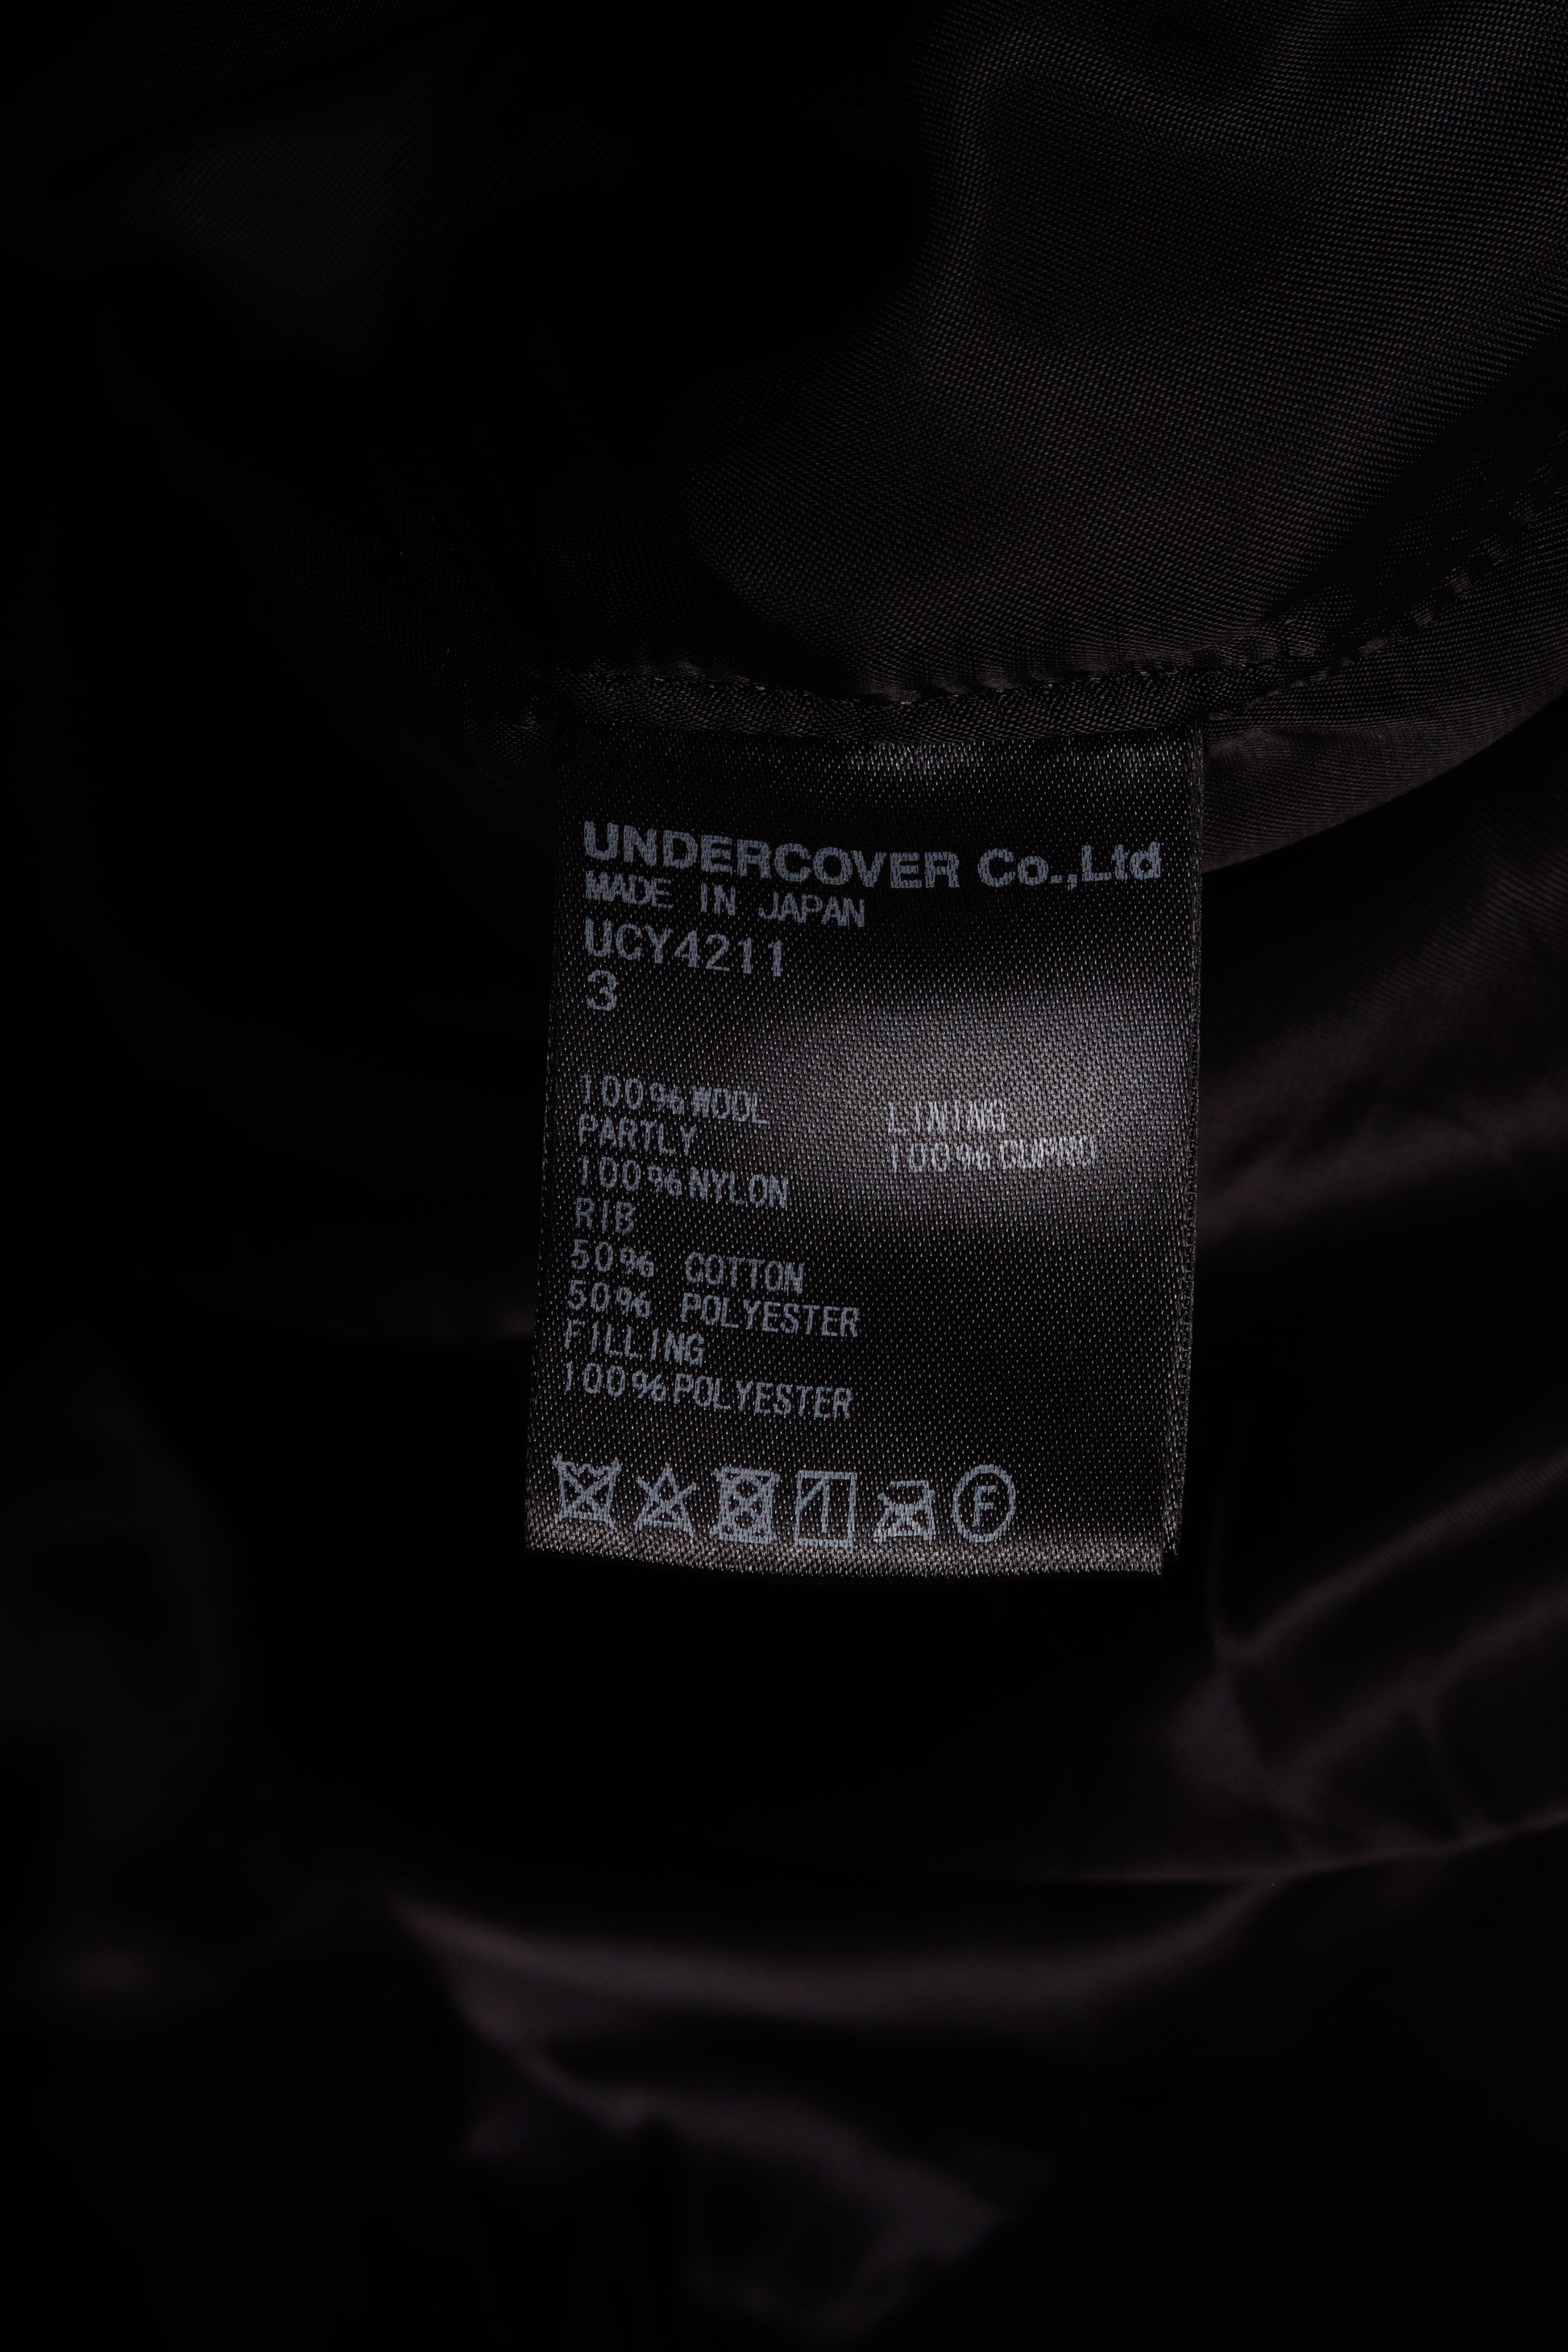 UNDERCOVER Co.,Ltd
MADE IN JAPAN
UCY4211
3
100%WOOL
PARTLY
100%NYLON
RIB
50% COTTON
50% POLYESTER
FILLING
100%POLYESTER
LINING
100%CUPRO
F